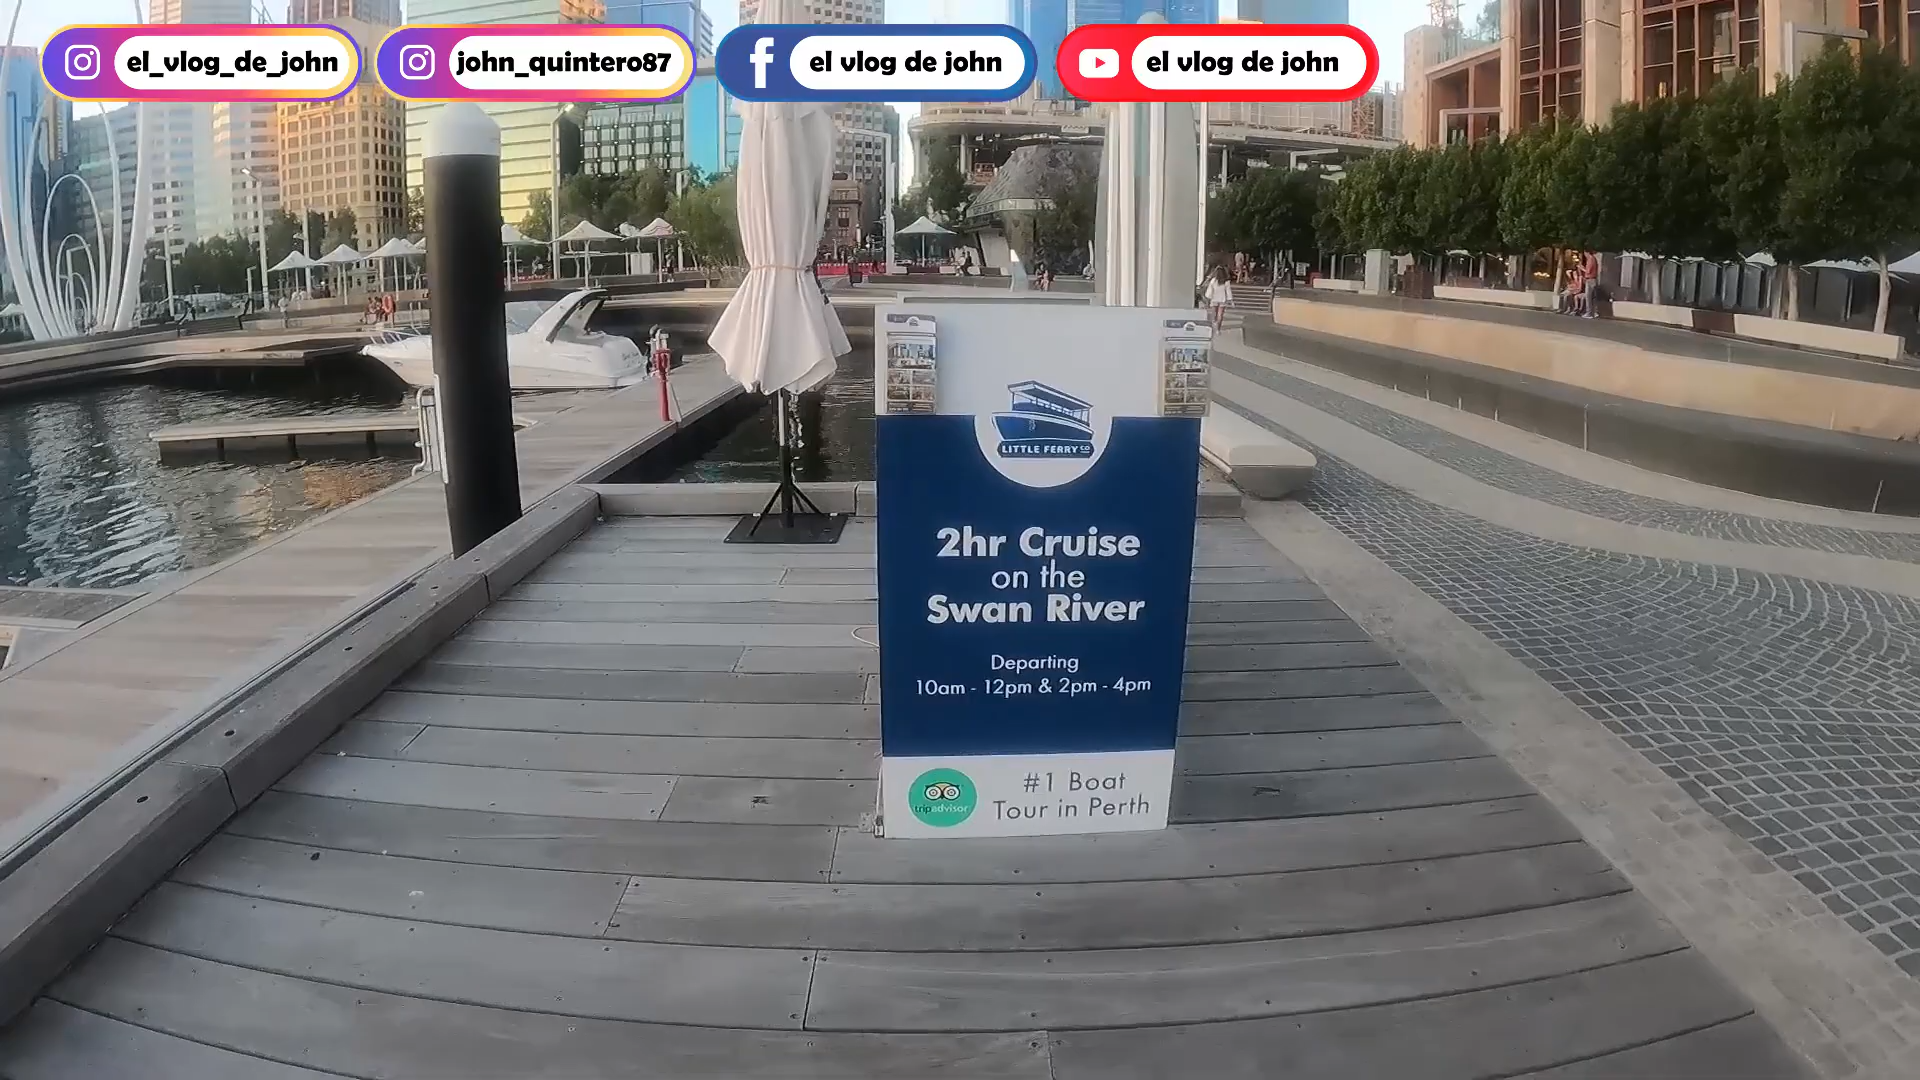 el_vlog_de_john
john_quintero87
el vlog de john
el vlog de john
LITTLE FERRY CO
2hr Cruise
on the
Swan River
Departing
10am - 12pm & 2pm - 4pm
tripadvisor
#1 Boat
Tour in Perth